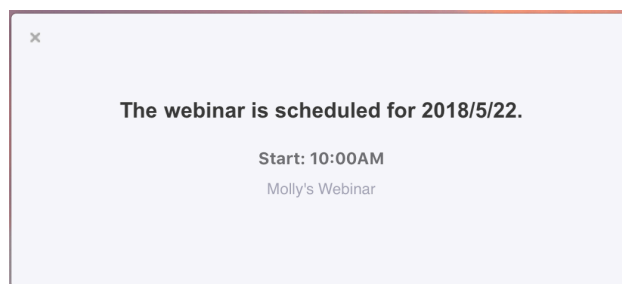 The webinar is scheduled for 2018/5/22.
Start: 10:00AM
Molly's Webinar